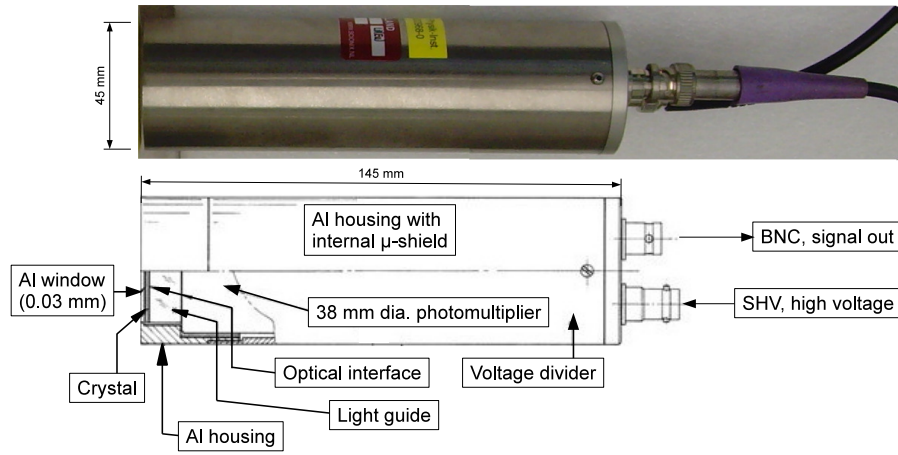 45 mm
145 mm
Al housing with
internal µ-shield
BNC, signal out
Al window
(0.03 mm)
38 mm dia. photomultiplier
SHV, high voltage
Crystal
Optical interface
Voltage divider
Light guide
Al housing